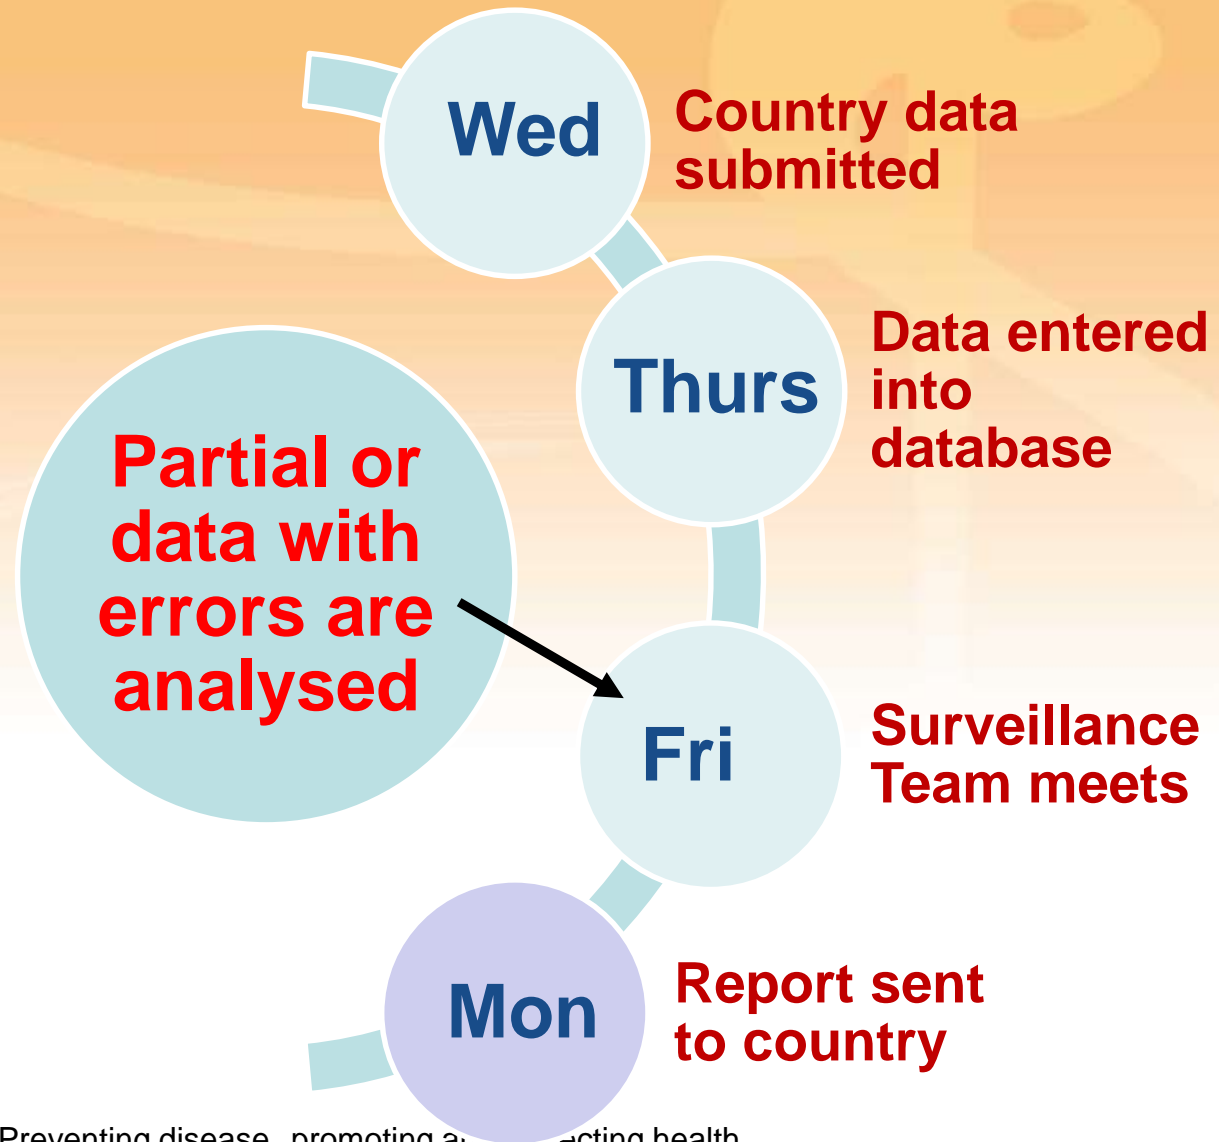 Wed
Country data
submitted
Thurs
Data entered
into
database
Partial or
data with
errors are
analysed
Fri
Surveillance
Team meets
Mon
Report sent
to country
Preventing disease, promoting health